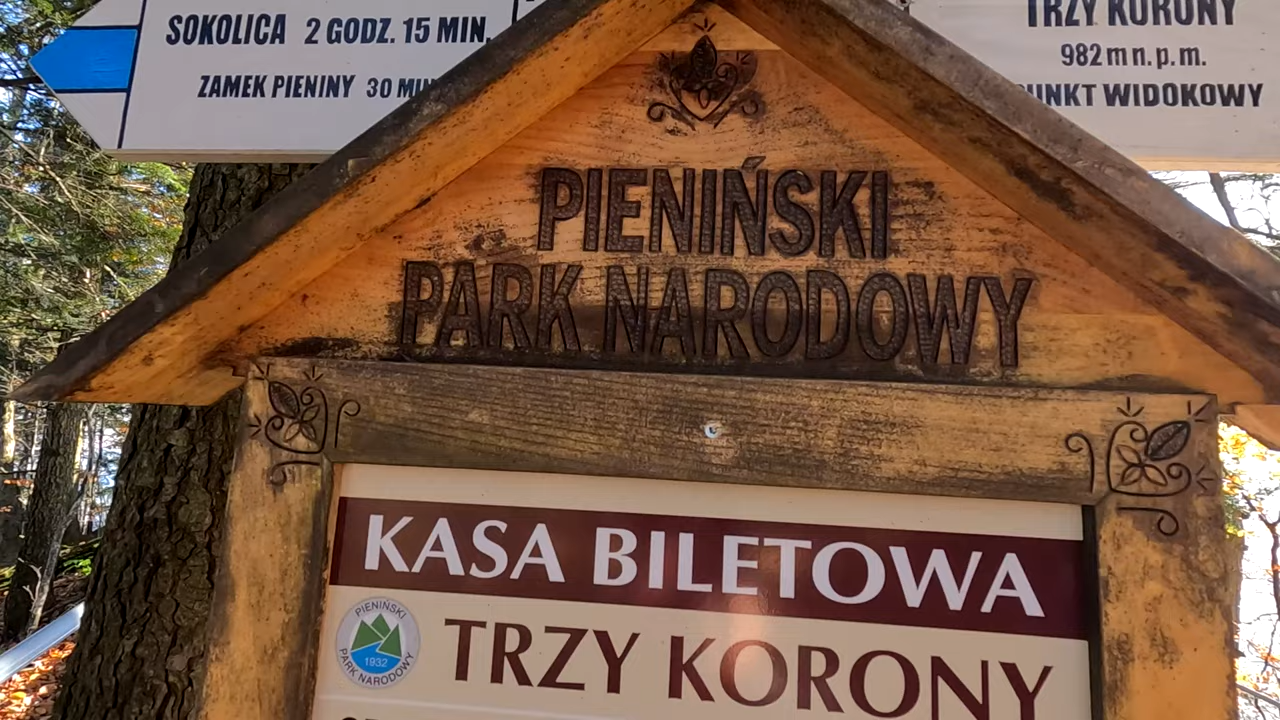 SOKOLICA 2 GODZ. 15 MIN.
ZAMEK PIENINY 30 MIN
TRZY KORONY
982 m n.p.m.
PUNKT WIDOKOWY
PIENIŃSKI
PARK NARODOWY
KASA BILETOWA
PIENIŃSKI
1932
PARK NARODOWY
TRZY KORONY